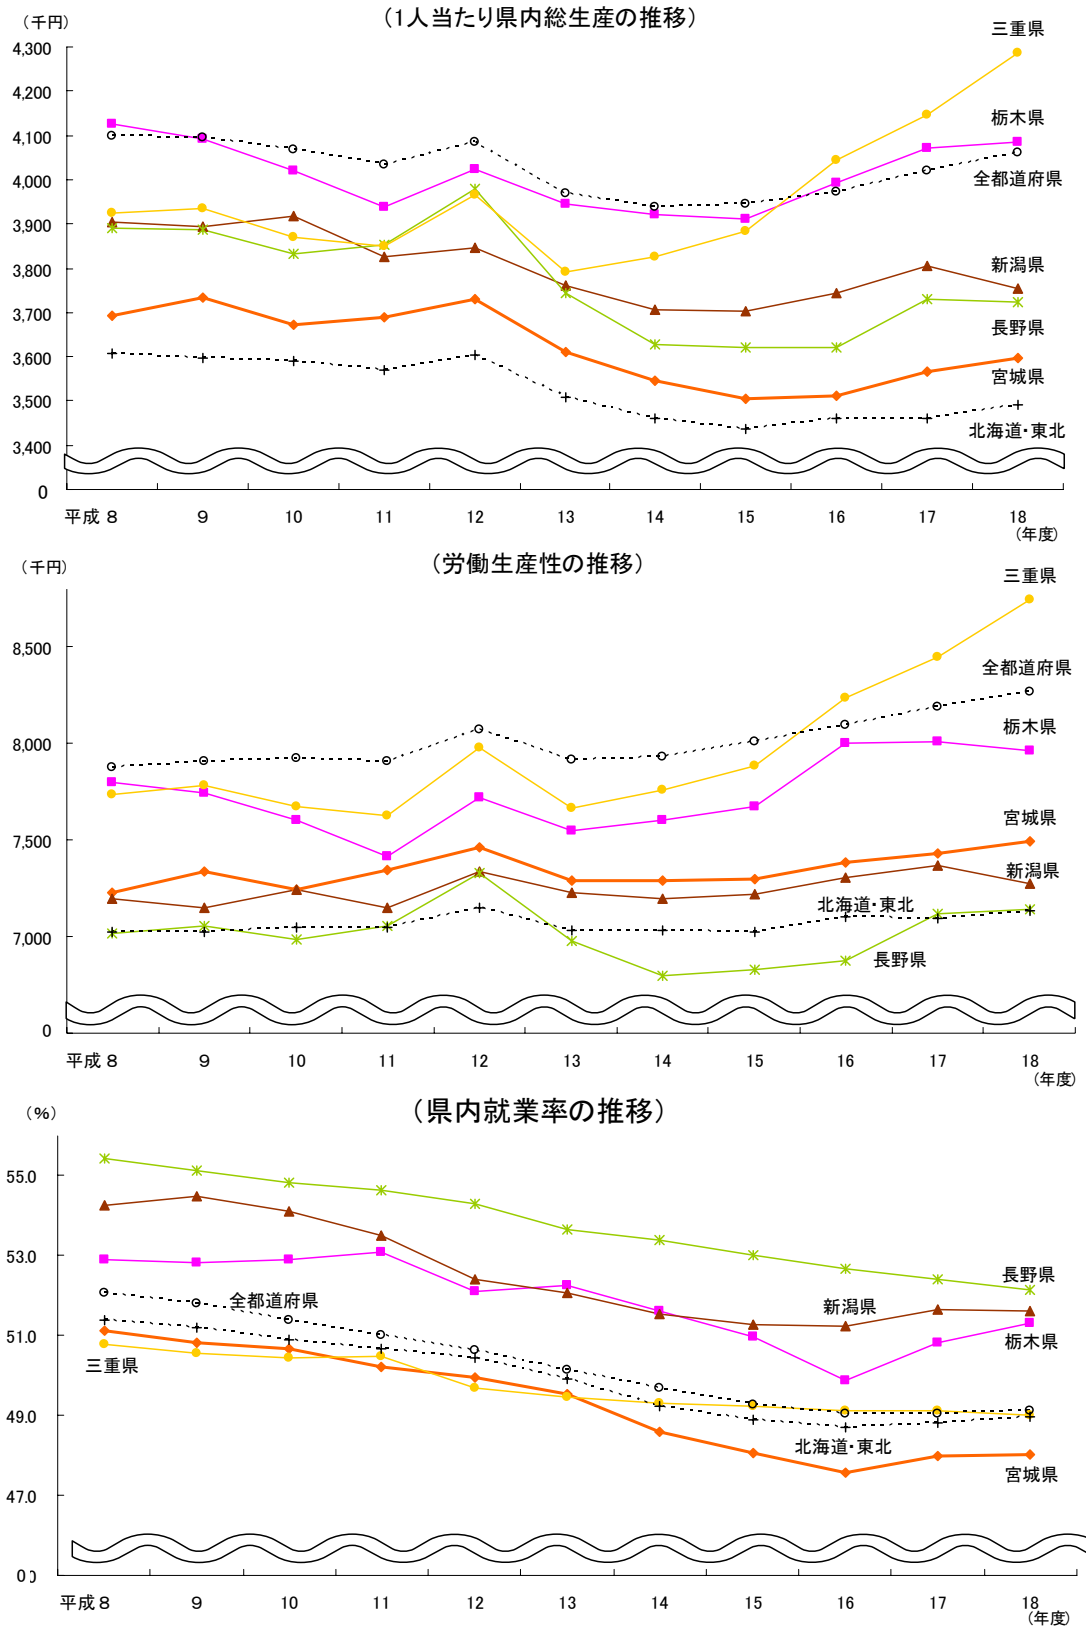 （千円）
（1人当たり県内総生産の推移）
三重県
4,300
4,200
栃木県
4,100
全都道府県
4,000
3,900
新潟県
3,800
3,700
長野県
3,600
宮城県
3,500
北海道・東北
3,400
0
平成 8 9 10 11 12 13 14 15 16 17 18
（年度）
（千円）
（労働生産性の推移）
三重県
8,500
全都道府県
栃木県
8,000
宮城県
7,500
新潟県
北海道・東北
7,000
長野県
0
平成 8 9 10 11 12 13 14 15 16 17 18
（年度）
（％）
（県内就業率の推移）
55.0
53.0
長野県
全都道府県
新潟県
51.0
栃木県
三重県
49.0
北海道・東北
宮城県
47.0
0.0
平成 8 9 10 11 12 13 14 15 16 17 18
（年度）